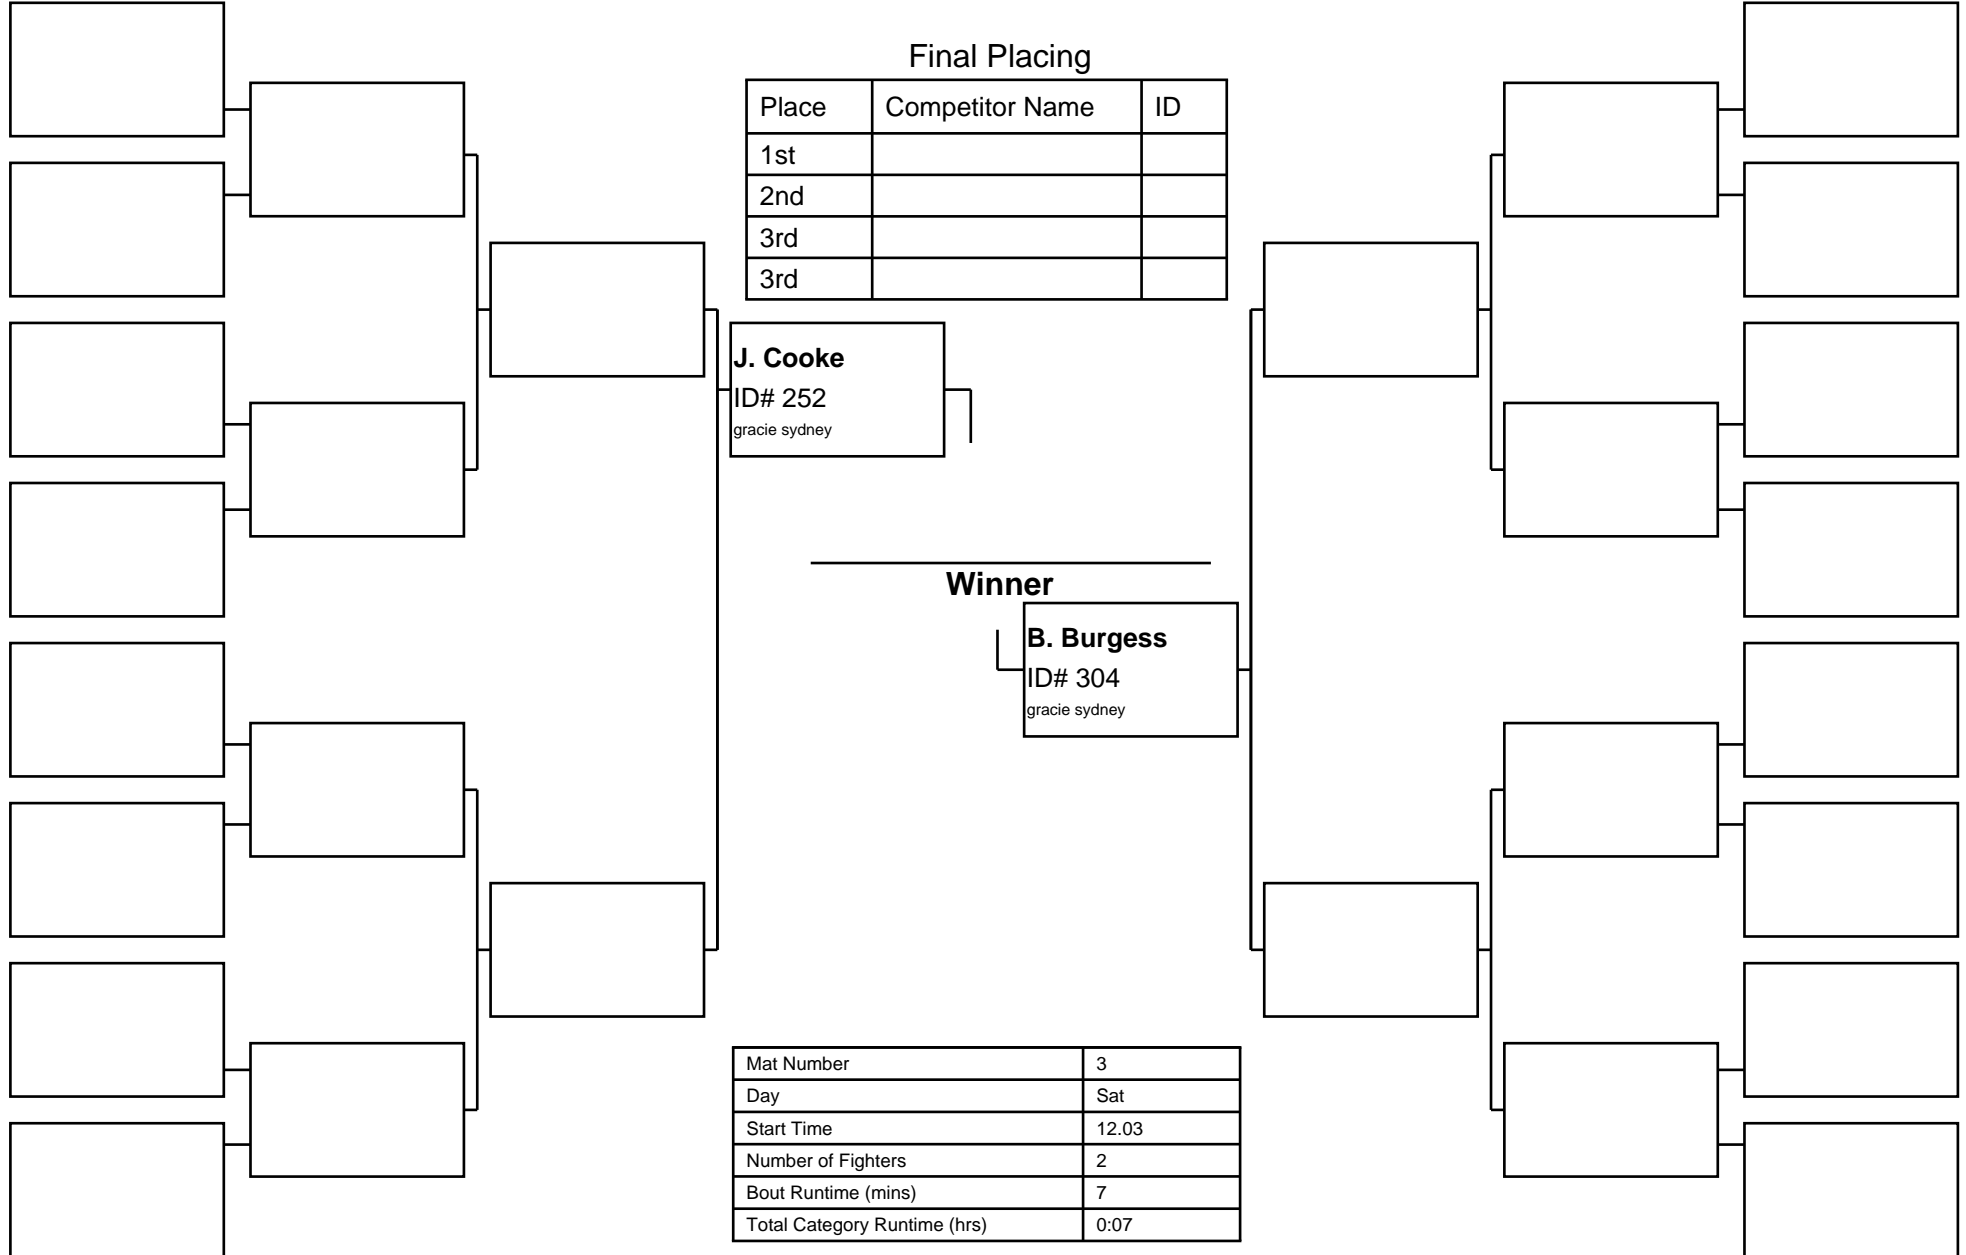 Final Placing
Place Competitor Name ID
1st
2nd
3rd
3rd
J. Cooke
ID# 252
gracie sydney
Winner
B. Burgess
ID# 304
gracie sydney
Mat Number 3
Day Sat
Start Time 12.03
Number of Fighters 2
Bout Runtime (mins) 7
Total Category Runtime (hrs) 0:07